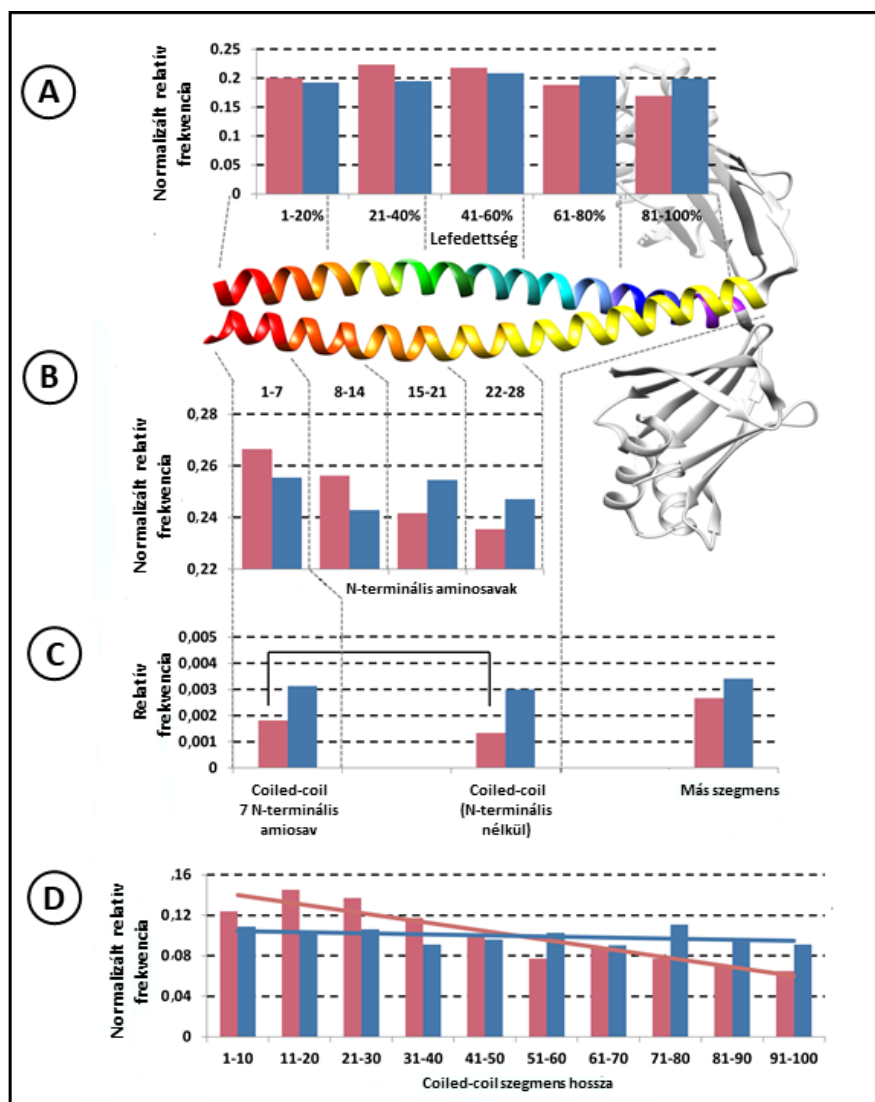 A
Normalizált relatív
frekvencia
0.25
0.2
0.15
0.1
0.05
0
1-20%
21-40%
41-60%
61-80%
81-100%
Lefedettség
B
Normalizált relatív
frekvencia
1-7
8-14
15-21
22-28
0,28
0,26
0,24
0,22
N-terminális aminosavak
C
Relatív
frekvencia
0,005
0,004
0,003
0,002
0,001
0
Coiled-coil
7 N-terminális
amiosav
Coiled-coil
(N-terminális
nélkül)
Más szegmens
D
Normalizált relatív
frekvencia
,16
0,12
0,08
0,04
0
1-10
11-20
21-30
31-40
41-50
51-60
61-70
71-80
81-90
91-100
Coiled-coil szegmens hossza